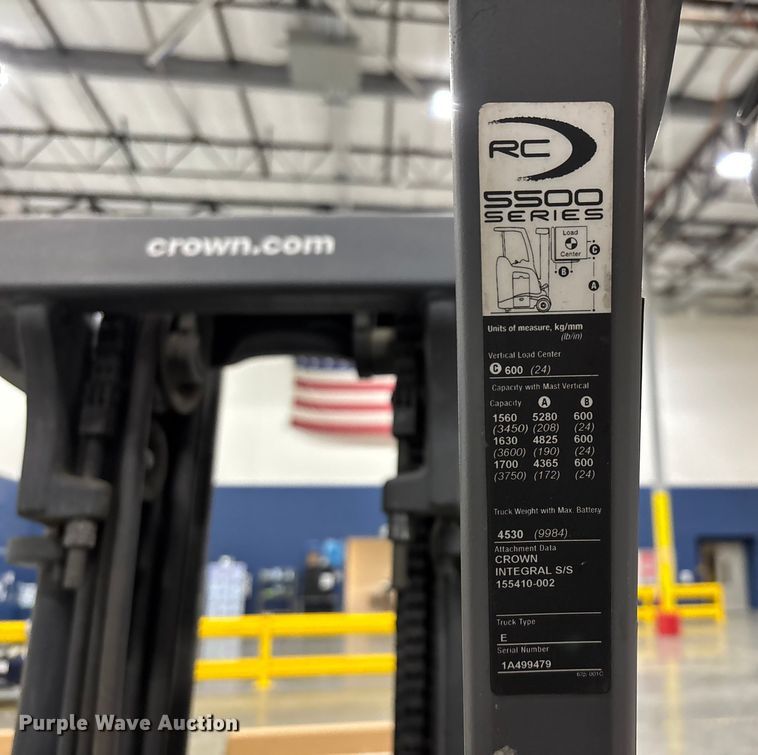 RC
5500
SERIES
Load
Center
C
B
A
crown.com
Units of measure, kg/mm
(lb/in)
Vertical Load Center
C 600 (24)
Capacity with Mast Vertical
Capacity A B
1560 5280 600
(3450) (208) (24)
1630 4825 600
(3600) (190) (24)
1700 4365 600
(3750) (172) (24)
Truck Weight with Max. Battery
4530 (9984)
Attachment Data
CROWN
INTEGRAL S/S
155410-002
Truck Type
E
Serial Number
1A499479
Purple Wave Auction